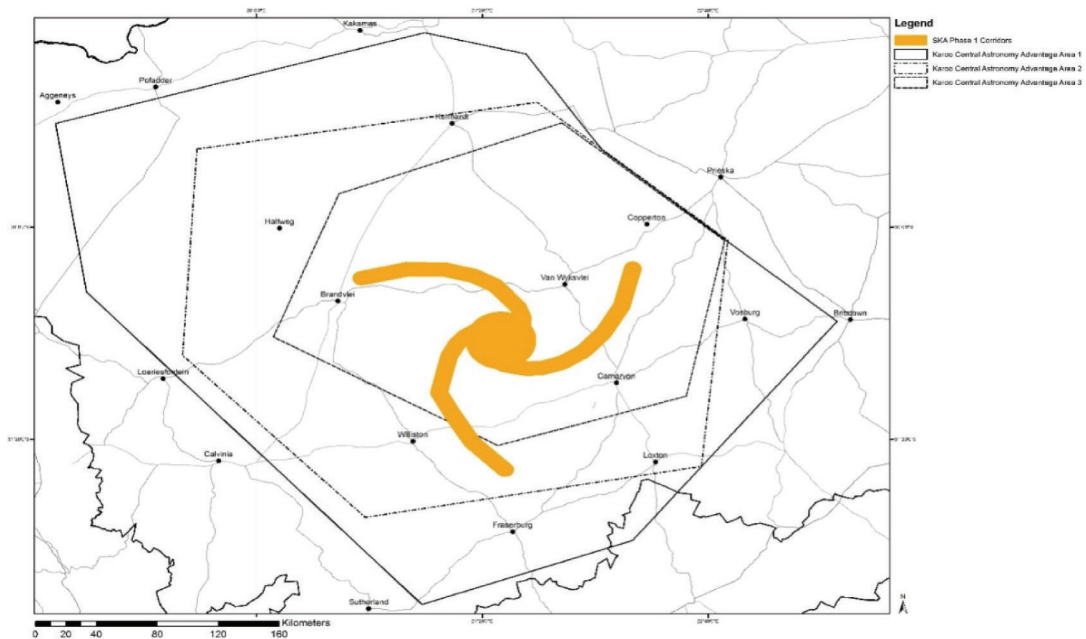 Legend
SKA Phase 1 Corridors
Karoo Central Astronomy Advantage Area 1
Karoo Central Astronomy Advantage Area 2
Karoo Central Astronomy Advantage Area 3
Kakamas
Pofadder
Aggeneys
Kenhardt
Prieska
Halfweg
Copperton
Van Wyksvlei
Brandvlei
Vosburg
Britstown
Loeriesfontein
Carnarvon
Williston
Calvinia
Loxton
Fraserburg
Sutherland
N
Kilometers
0 20 40 80 120 160